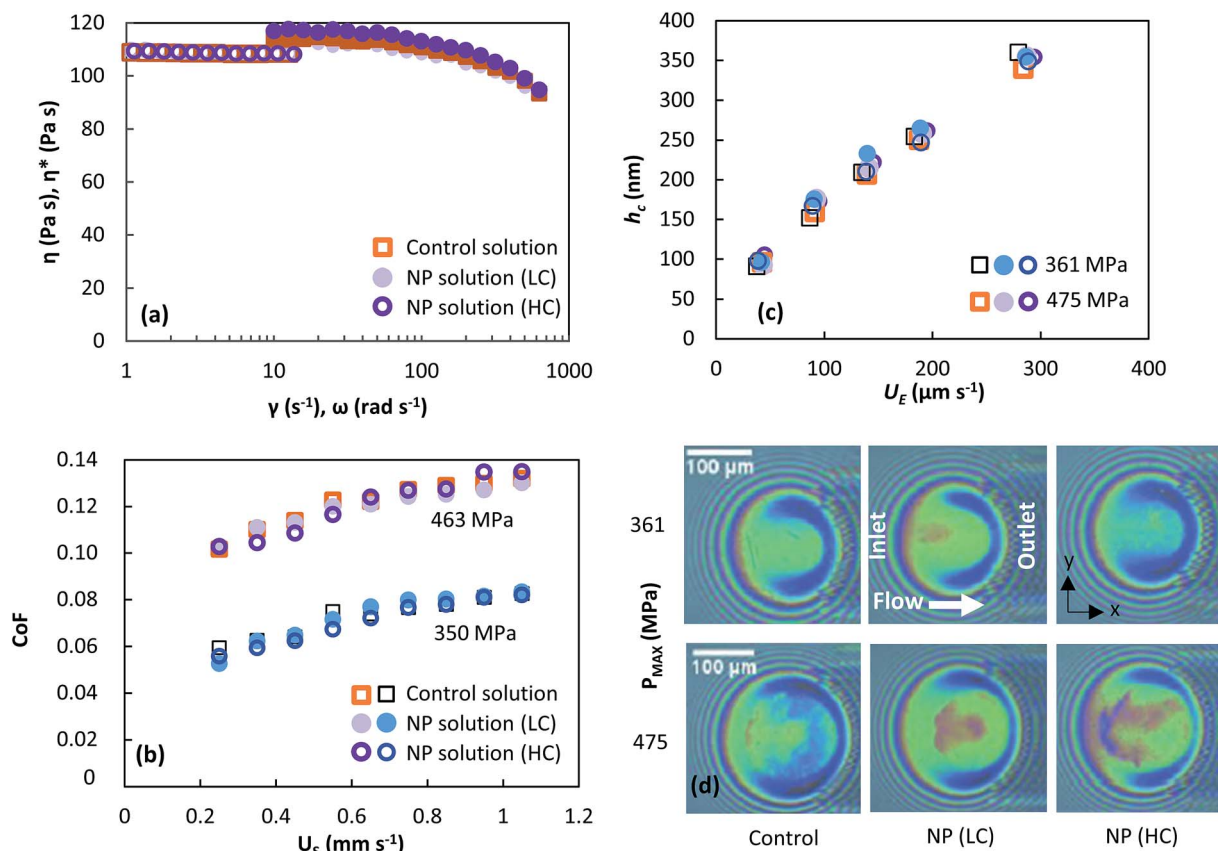 120
100
80
60
40
20
0
η (Pa s), η* (Pa s)
Control solution
NP solution (LC)
NP solution (HC)
(a)
1
10
100
1000
γ (s⁻¹), ω (rad s⁻¹)
400
350
300
250
200
150
100
50
0
h_c (nm)
361 MPa
475 MPa
(c)
0
100
200
300
400
U_E (μm s⁻¹)
0.14
0.12
0.10
0.08
0.06
0.04
0.02
0
CoF
463 MPa
350 MPa
Control solution
NP solution (LC)
NP solution (HC)
(b)
0
0.2
0.4
0.6
0.8
1
1.2
U_S (mm s⁻¹)
P_MAX (MPa)
361
100 μm
Inlet
Outlet
Flow
y
x
475
100 μm
(d)
Control
NP (LC)
NP (HC)